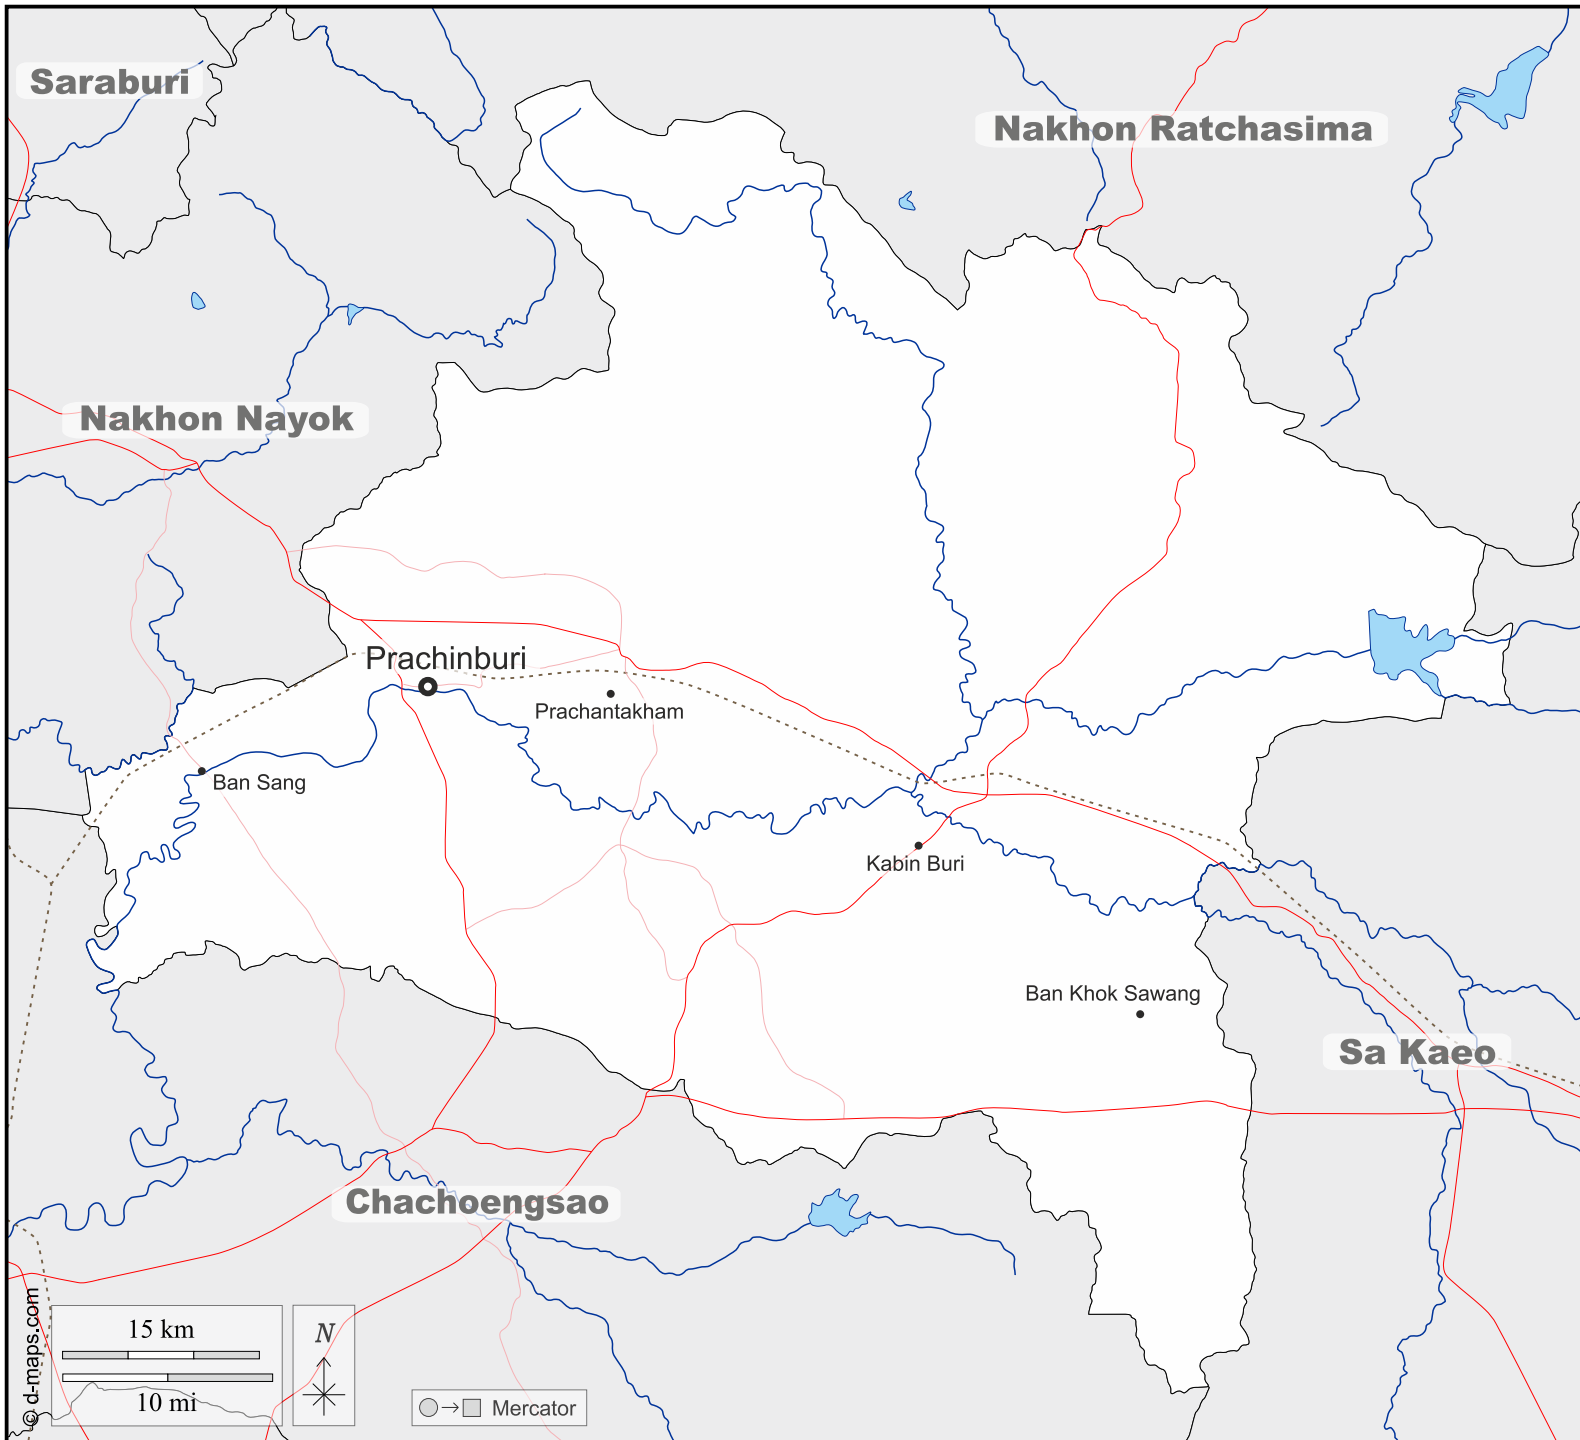 Saraburi
Nakhon Ratchasima
Nakhon Nayok
Prachinburi
Prachantakham
Ban Sang
Kabin Buri
Ban Khok Sawang
Sa Kaeo
Chachoengsao
15 km
10 mi
N
Mercator
© d-maps.com